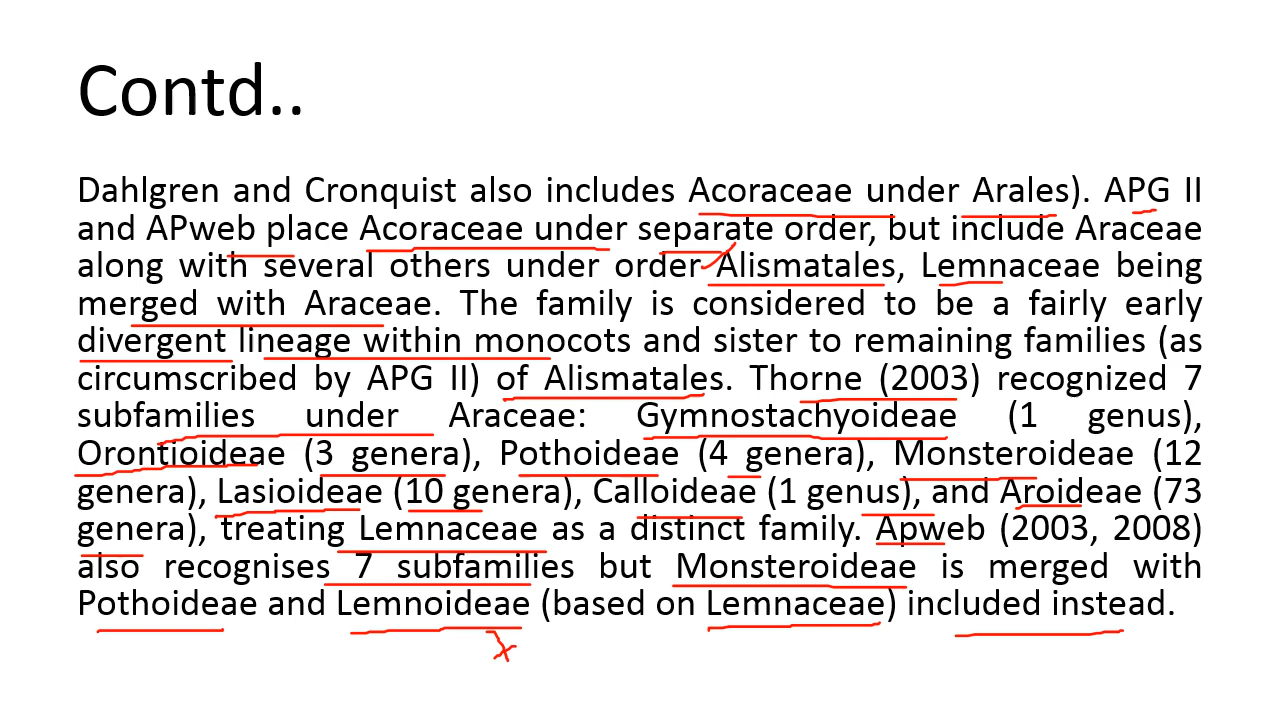 Contd..
Dahlgren and Cronquist also includes Acoraceae under Arales). APG II
and APweb place Acoraceae under separate order, but include Araceae
along with several others under order Alismatales, Lemnaceae being
merged with Araceae. The family is considered to be a fairly early
divergent lineage within monocots and sister to remaining families (as
circumscribed by APG II) of Alismatales. Thorne (2003) recognized 7
subfamilies under Araceae: Gymnostachyoideae (1 genus),
Orontioideae (3 genera), Pothoideae (4 genera), Monsteroideae (12
genera), Lasioideae (10 genera), Calloideae (1 genus), and Aroideae (73
genera), treating Lemnaceae as a distinct family. Apweb (2003, 2008)
also recognises 7 subfamilies but Monsteroideae is merged with
Pothoideae and Lemnoideae (based on Lemnaceae) included instead.